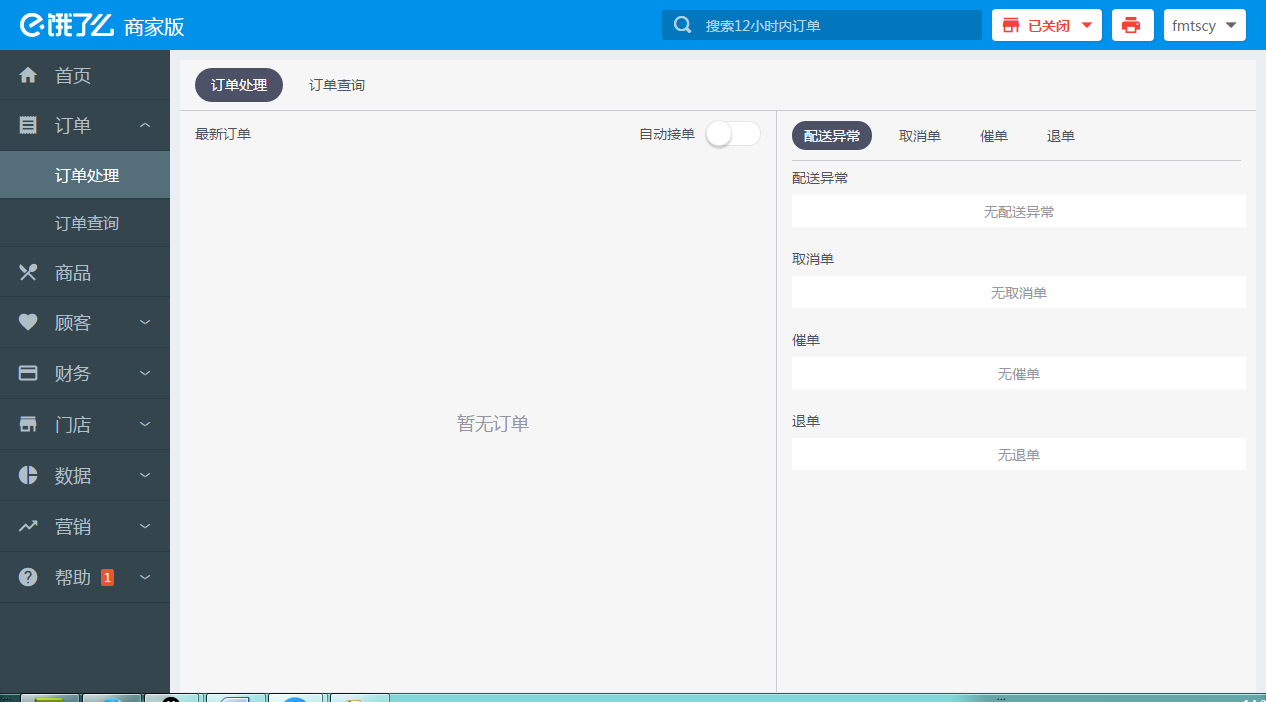 饿了么 商家版
搜索12小时内订单
已关闭
fmtscy
首页
订单
订单处理
订单查询
商品
顾客
财务
门店
数据
营销
帮助 1
订单处理 订单查询
最新订单 自动接单
暂无订单
配送异常 取消单 催单 退单
配送异常
无配送异常
取消单
无取消单
催单
无催单
退单
无退单